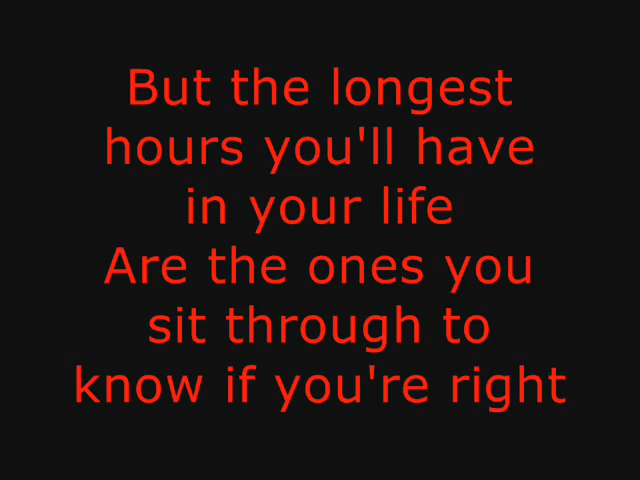 But the longest
hours you'll have
in your life
Are the ones you
sit through to
know if you're right